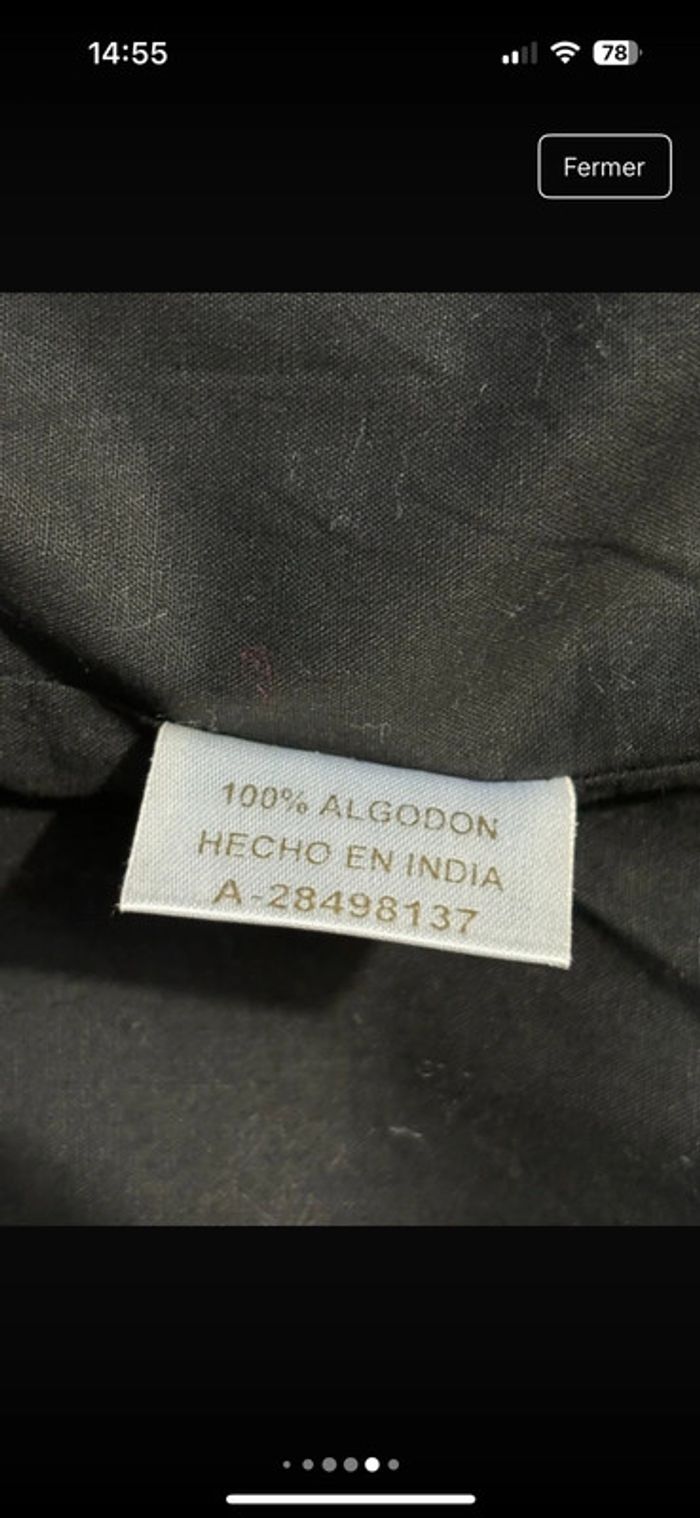 14:55
78
Fermer
100% ALGODON
HECHO EN INDIA
A-28498137